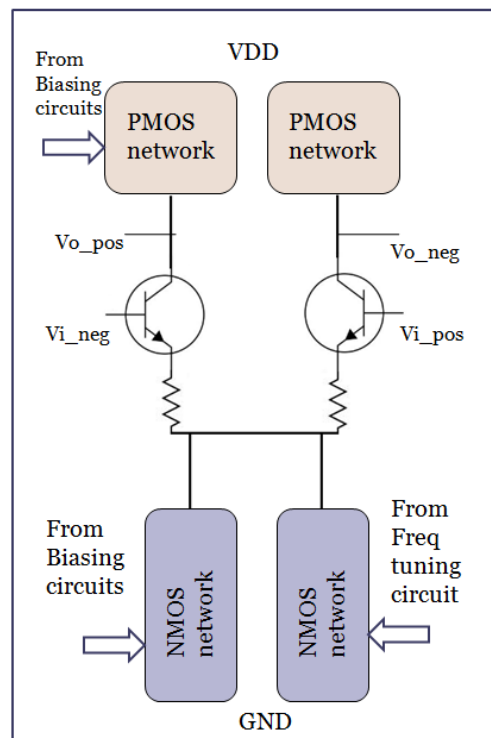 VDD
From
Biasing
circuits
PMOS
network
PMOS
network
Vo_pos
Vo_neg
Vi_neg
Vi_pos
From
Biasing
circuits
NMOS
network
NMOS
network
From
Freq
tuning
circuit
GND